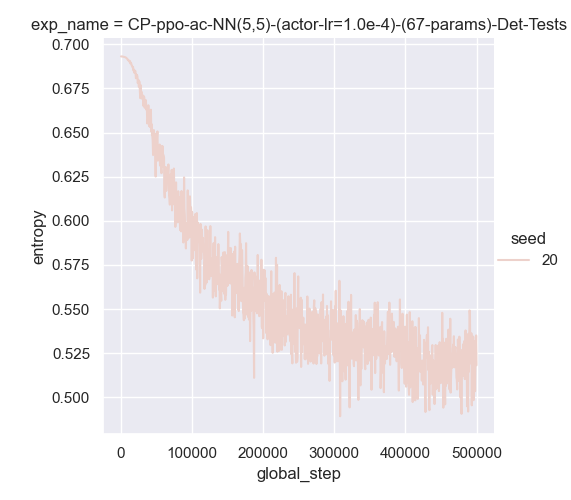 exp_name = CP-ppo-ac-NN(5,5)-(actor-lr=1.0e-4)-(67-params)-Det-Tests
0.700
0.675
0.650
0.625
0.600
0.575
0.550
0.525
0.500
entropy
0 100000 200000 300000 400000 500000
global_step
seed
20